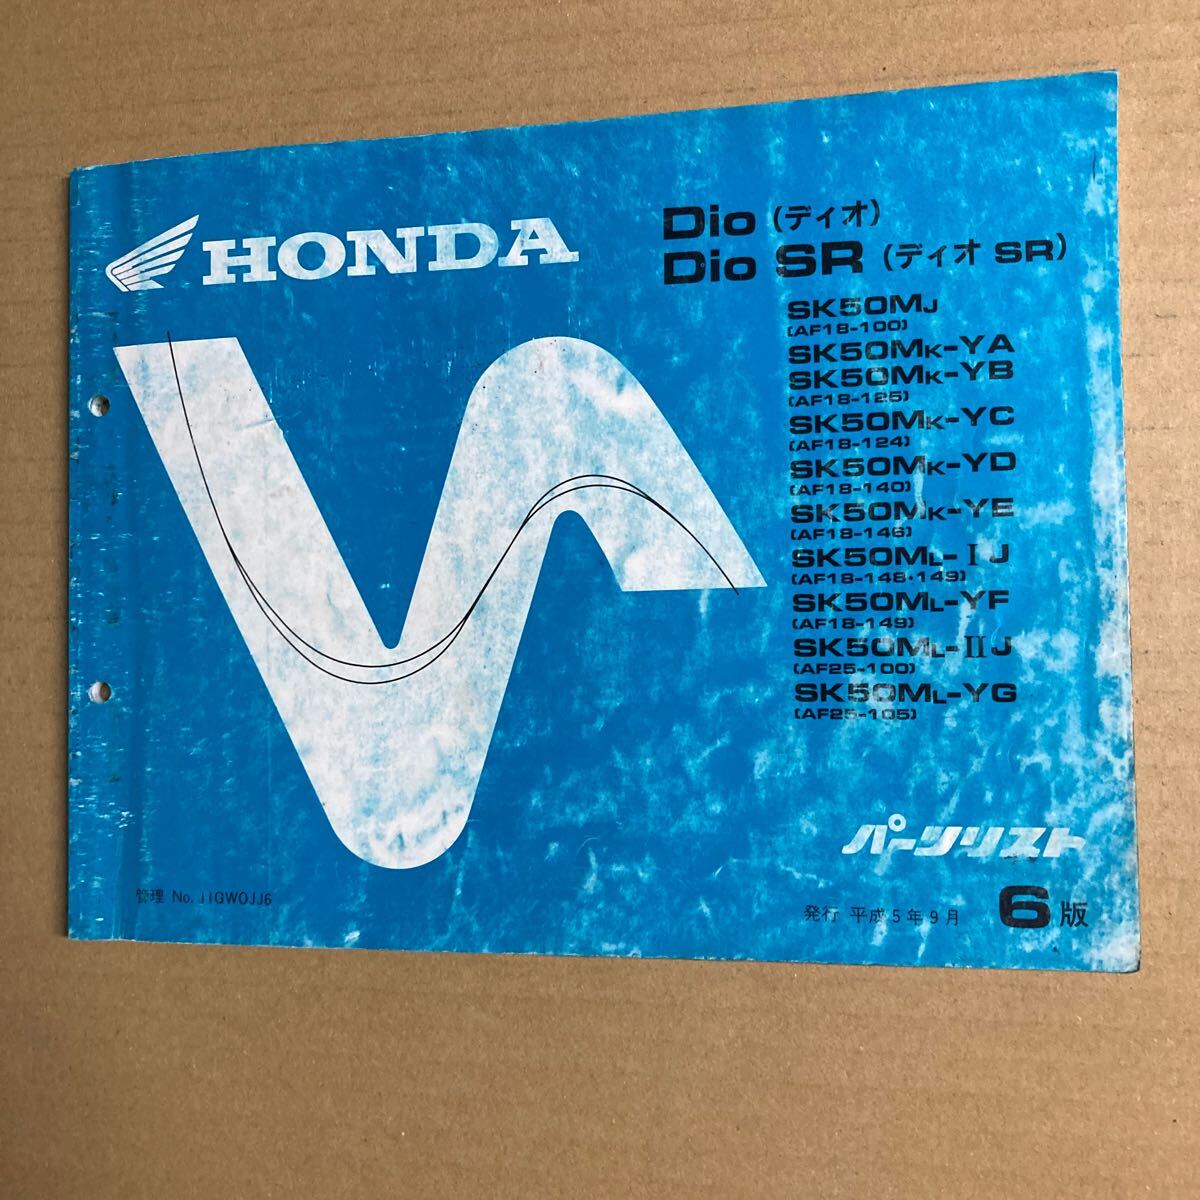 HONDA
Dio (ディオ)
Dio SR (ディオ SR)
SK50MJ
(AF18-100)
SK50MK-YA
SK50MK-YB
(AF18-125)
SK50MK-YC
(AF18-124)
SK50MK-YD
(AF18-140)
SK50MK-YE
(AF18-146)
SK50ML-ⅠJ
(AF18-148・149)
SK50ML-YF
(AF18-149)
SK50ML-ⅡJ
(AF25-100)
SK50ML-YG
(AF25-105)
パーツリスト
管理 No. 11GW0JJ6
発行 平成5年9月 6版